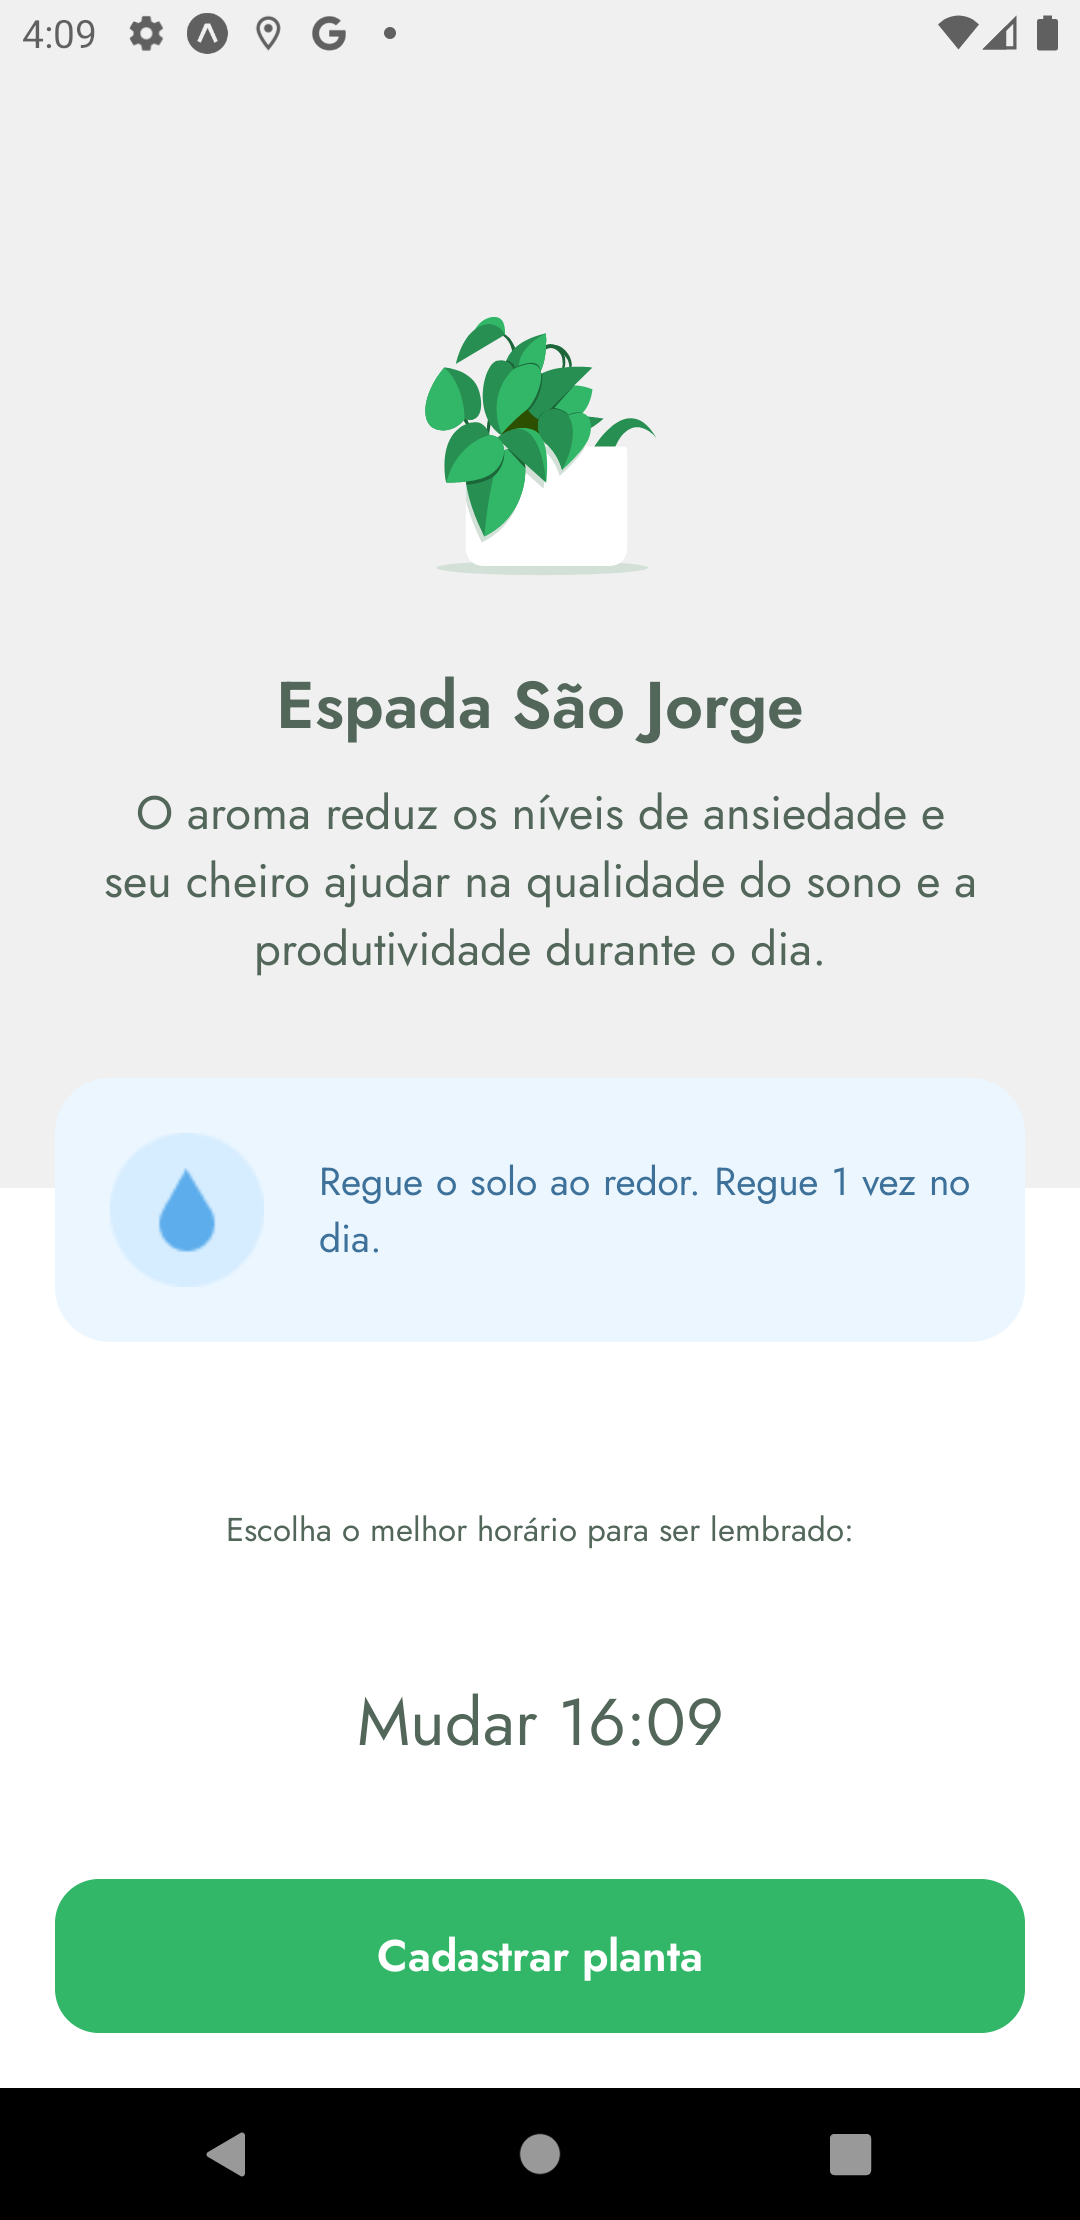 4:09
Espada São Jorge
O aroma reduz os níveis de ansiedade e
seu cheiro ajudar na qualidade do sono e a
produtividade durante o dia.
Regue o solo ao redor. Regue 1 vez no
dia.
Escolha o melhor horário para ser lembrado:
Mudar 16:09
Cadastrar planta